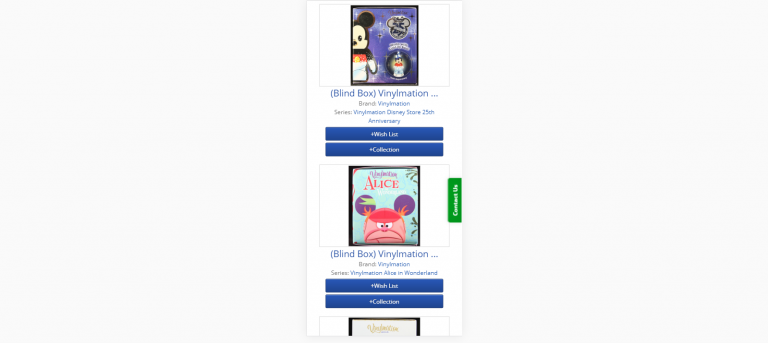 (Blind Box) Vinylmation ...
Brand: Vinylmation
Series: Vinylmation Disney Store 25th
Anniversary
+Wish List
+Collection
Vinylmation
ALICE
Contact Us
(Blind Box) Vinylmation ...
Brand: Vinylmation
Series: Vinylmation Alice in Wonderland
+Wish List
+Collection
Vinylmation